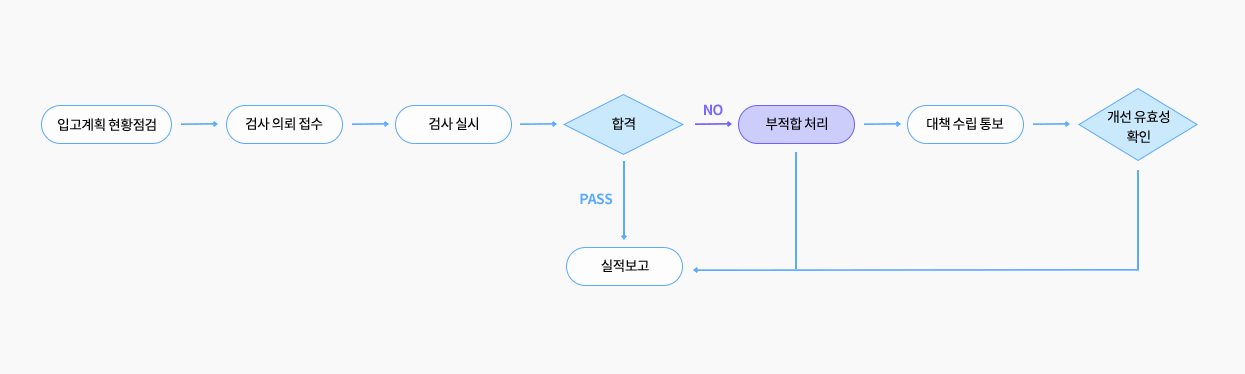 입고계획 현황점검
검사 의뢰 접수
검사 실시
합격
NO
부적합 처리
대책 수립 통보
개선 유효성
확인
PASS
실적보고